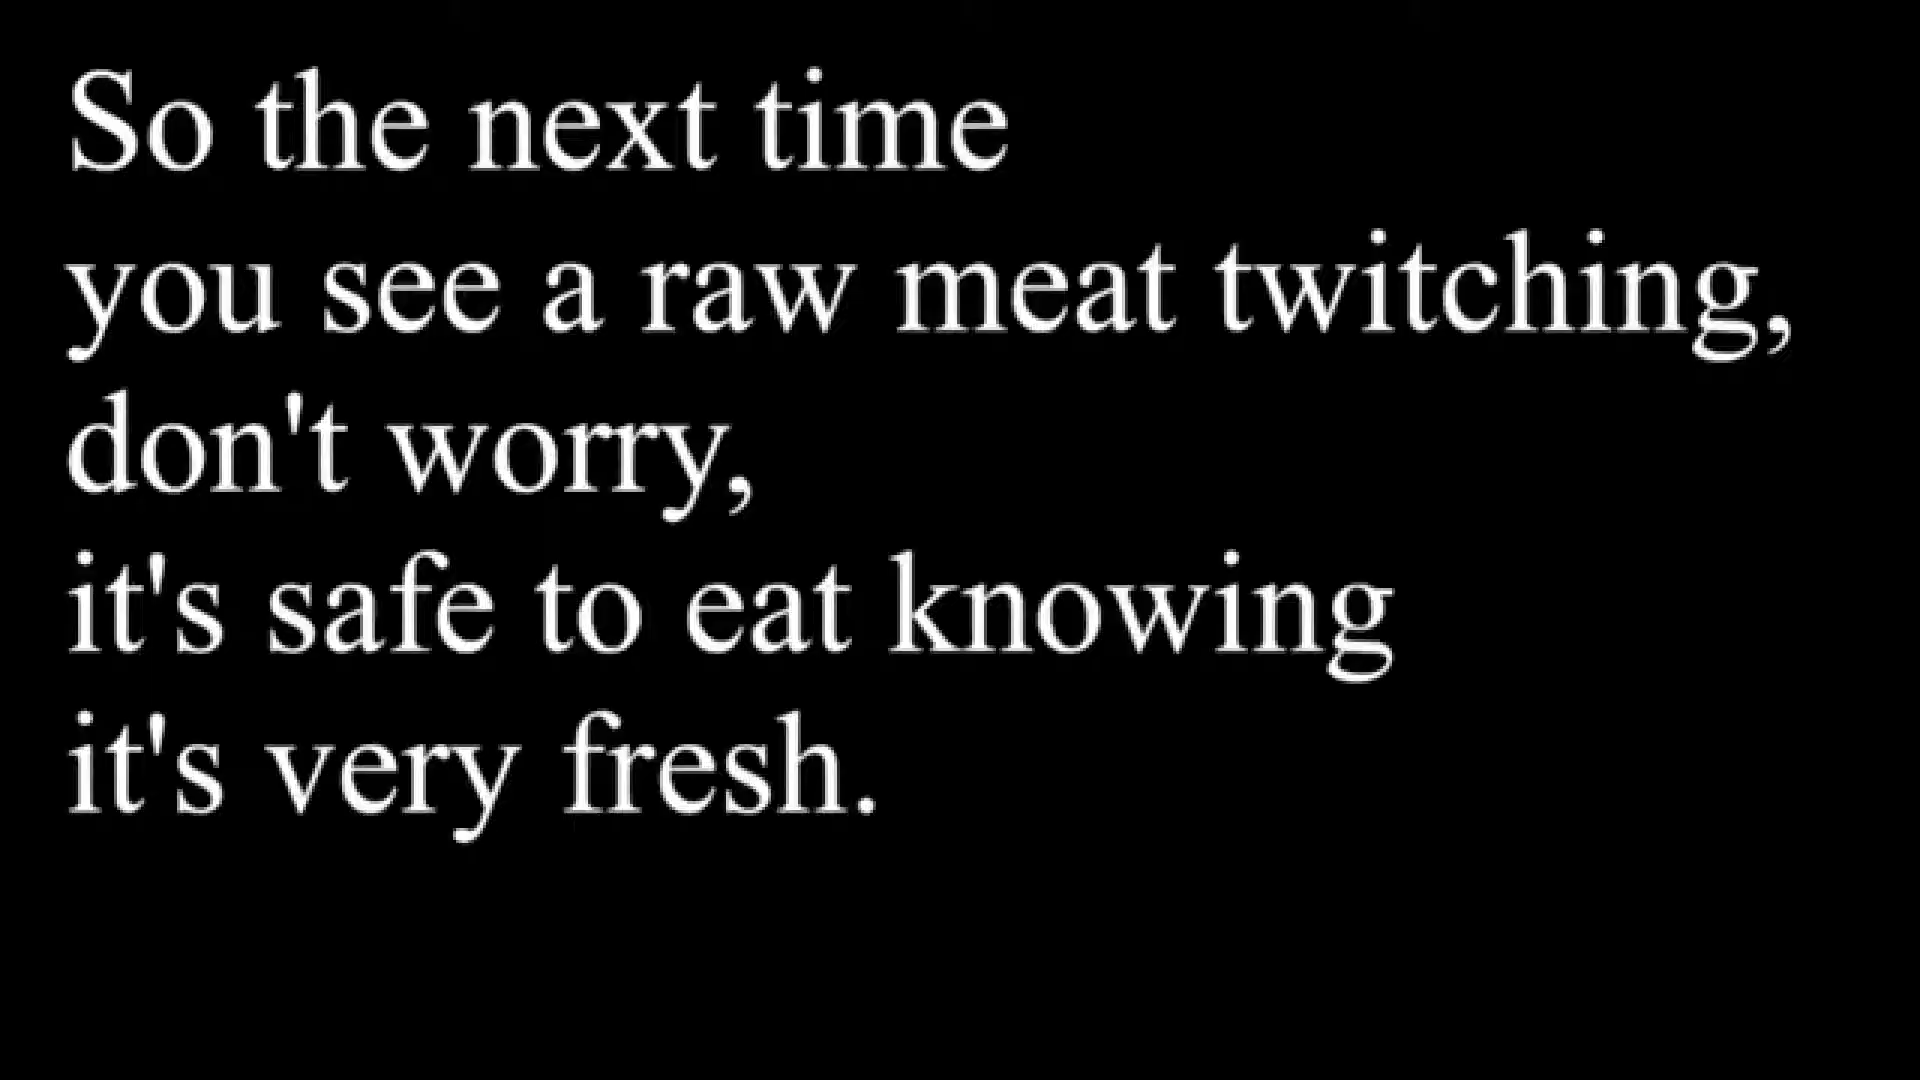 So the next time
you see a raw meat twitching,
don't worry,
it's safe to eat knowing
it's very fresh.